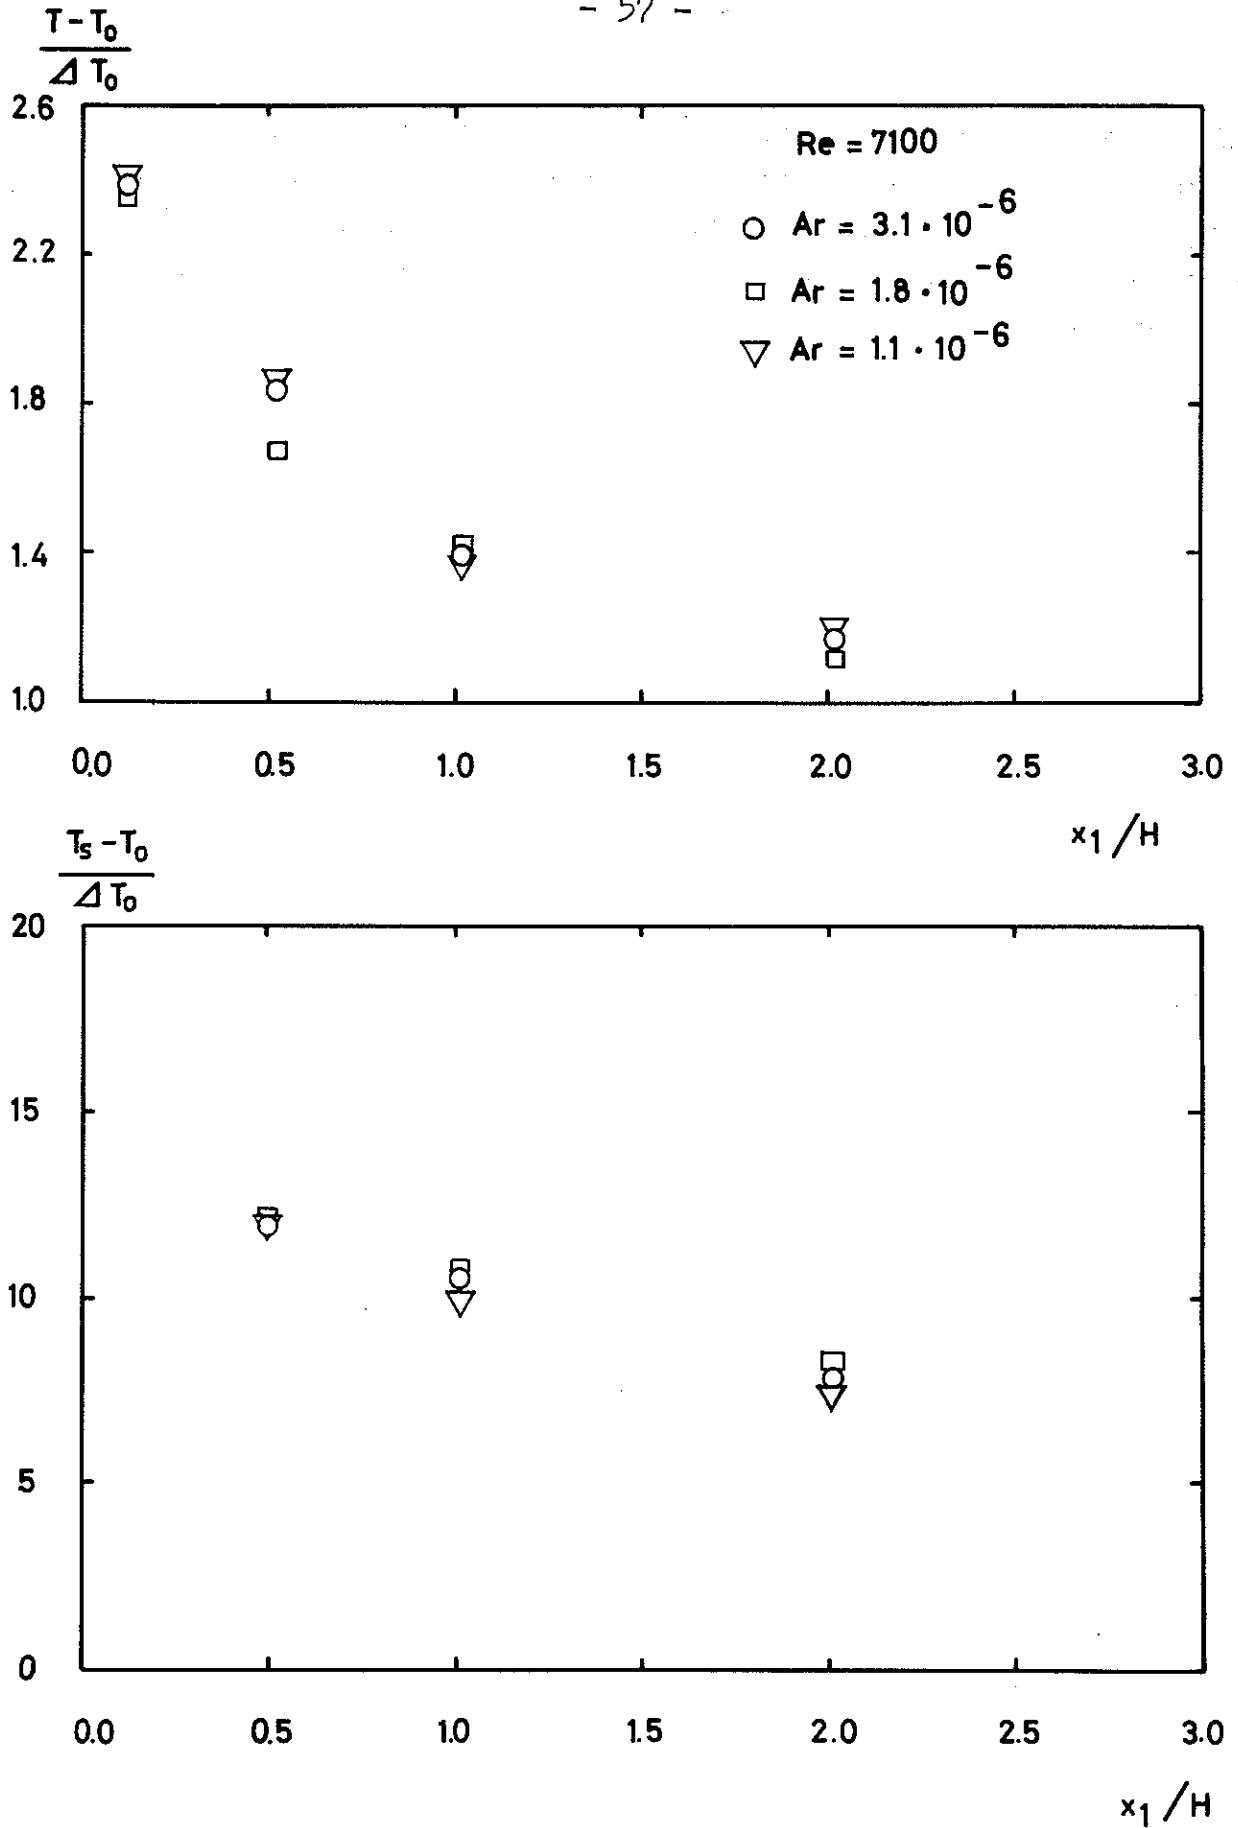 - 57 -
T - T₀
Δ T₀
2.6
2.2
1.8
1.4
1.0
Re = 7100
○ Ar = 3.1 · 10⁻⁶
□ Ar = 1.8 · 10⁻⁶
▽ Ar = 1.1 · 10⁻⁶
0.0 0.5 1.0 1.5 2.0 2.5 3.0
x₁ / H
Tₛ - T₀
Δ T₀
20
15
10
5
0
0.0 0.5 1.0 1.5 2.0 2.5 3.0
x₁ / H